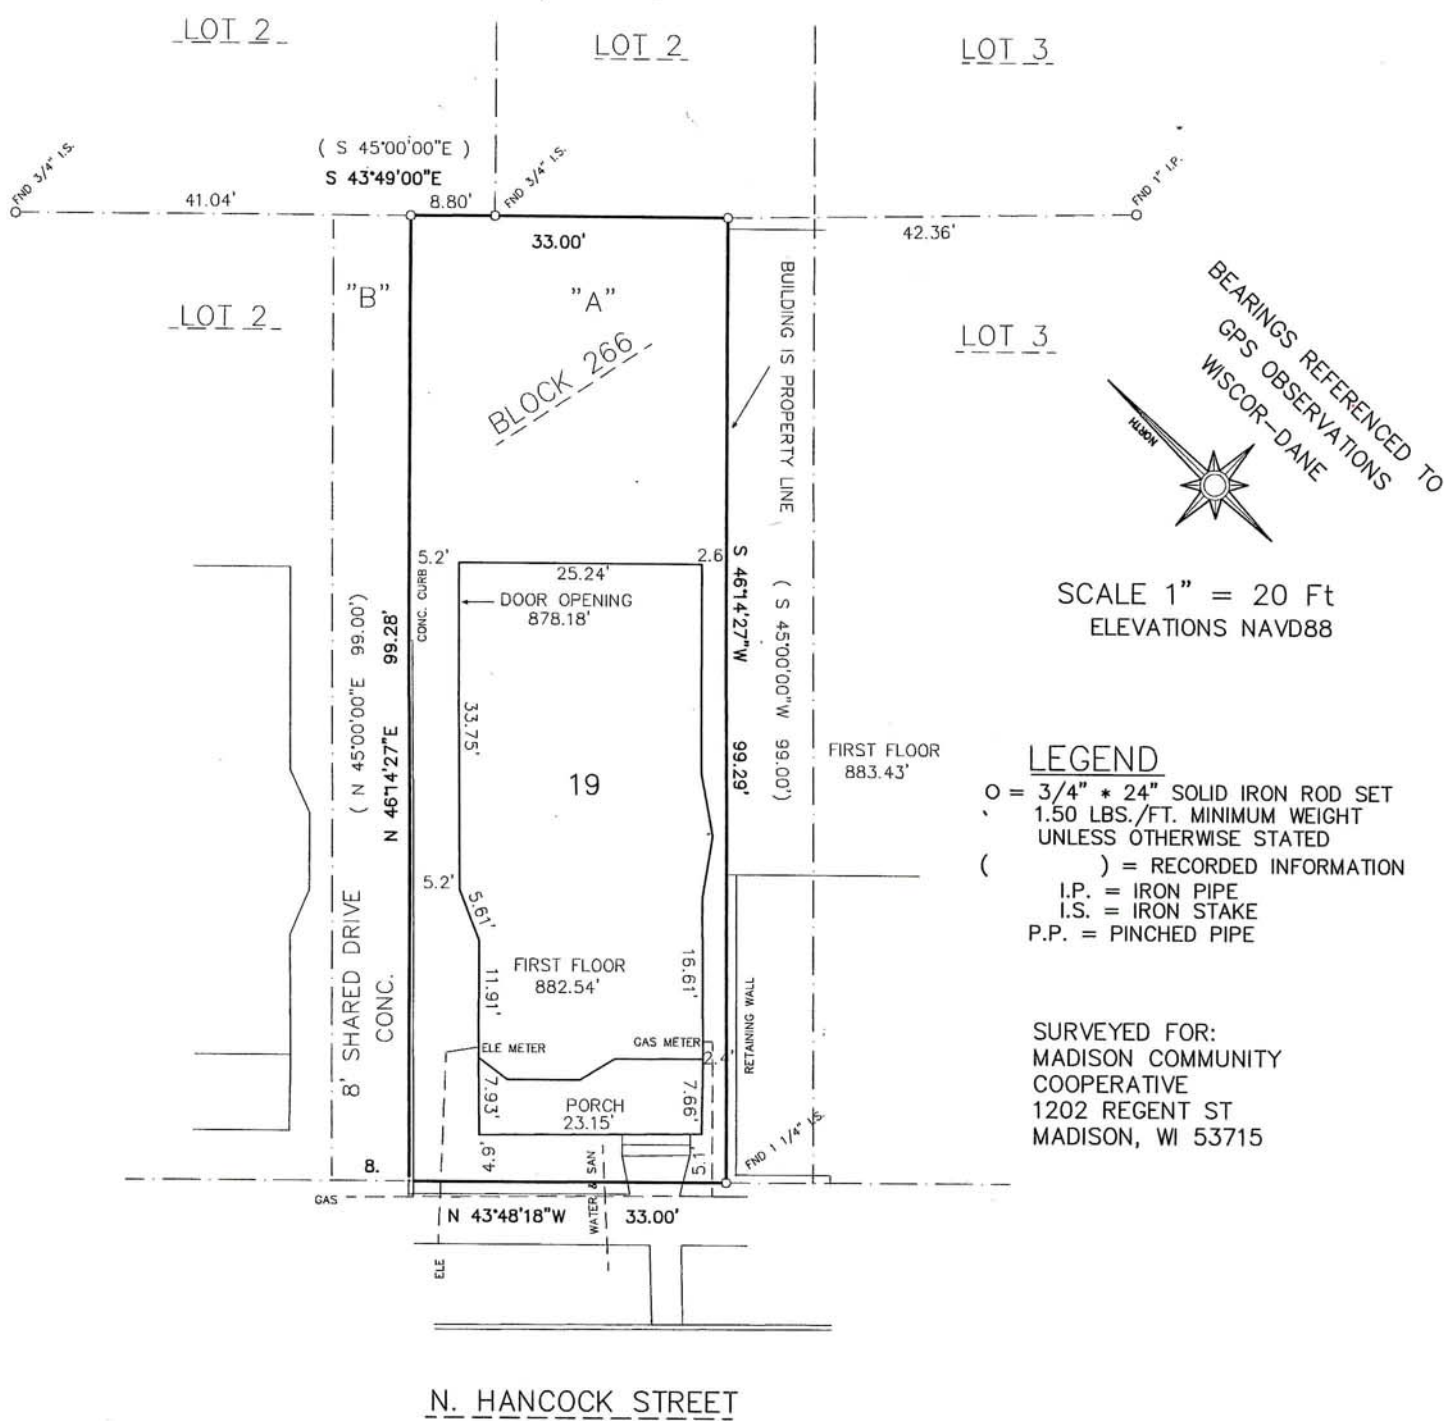 LOT 2
LOT 2
LOT 3
( S 45°00'00"E )
S 43°49'00"E
FND 3/4" I.S.
41.04'
8.80'
FND 3/4" I.S.
33.00'
42.36'
FND 1" I.P.
"B"
"A"
LOT 2
BLOCK 266
BUILDING IS PROPERTY LINE
LOT 3
BEARINGS REFERENCED TO
GPS OBSERVATIONS
WISCOR-DANE
NORTH
SCALE 1" = 20 Ft
ELEVATIONS NAVD88
5.2'
25.24'
2.6
CONC. CURB
DOOR OPENING
878.18'
( N 45°00'00"E 99.00')
N 46°14'27"E 99.28'
33.75'
19
S 46°14'27"W 99.29'
( S 45°00'00"W 99.00')
FIRST FLOOR
883.43'
LEGEND
O = 3/4" * 24" SOLID IRON ROD SET
1.50 LBS./FT. MINIMUM WEIGHT
UNLESS OTHERWISE STATED
( ) = RECORDED INFORMATION
I.P. = IRON PIPE
I.S. = IRON STAKE
P.P. = PINCHED PIPE
5.2'
5.61'
8' SHARED DRIVE
CONC.
11.91'
FIRST FLOOR
882.54'
16.61'
RETAINING WALL
ELE METER
GAS METER
2.4'
7.93'
PORCH
23.15'
7.66'
SURVEYED FOR:
MADISON COMMUNITY
COOPERATIVE
1202 REGENT ST
MADISON, WI 53715
8.
4.9'
WATER & SAN
5.1'
FND 1 1/4" I.S.
GAS
N 43°48'18"W
33.00'
ELE
N. HANCOCK STREET